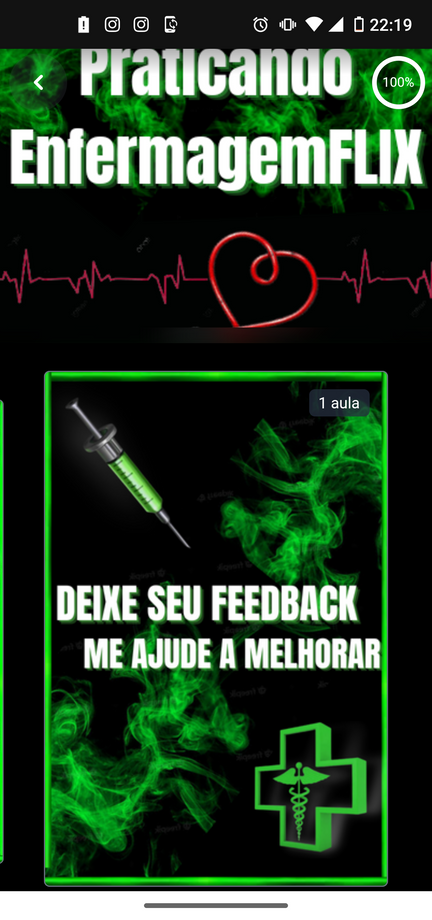 22:19
Praticando
100%
EnfermagemFLIX
1 aula
DEIXE SEU FEEDBACK
ME AJUDE A MELHORAR